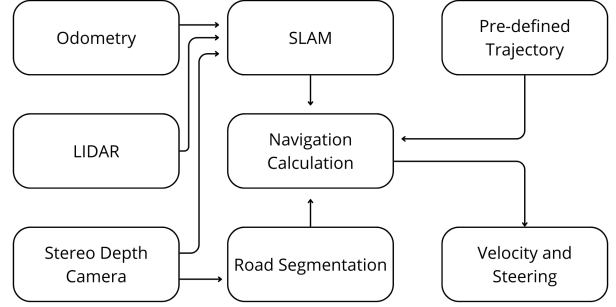 Odometry
SLAM
Pre-defined
Trajectory
LIDAR
Navigation
Calculation
Stereo Depth
Camera
Road Segmentation
Velocity and
Steering